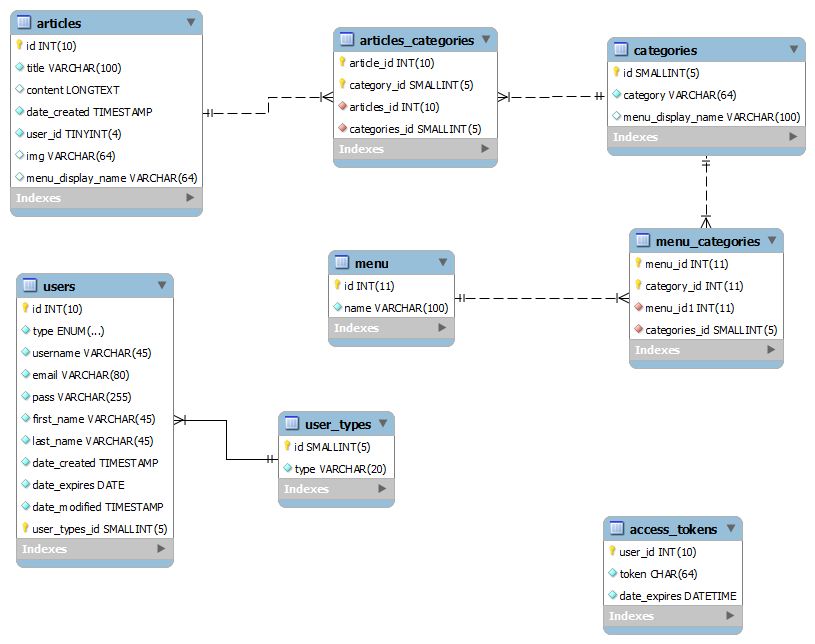 articles
id INT(10)
title VARCHAR(100)
content LONGTEXT
date_created TIMESTAMP
user_id TINYINT(4)
img VARCHAR(64)
menu_display_name VARCHAR(64)
Indexes
articles_categories
article_id INT(10)
category_id SMALLINT(5)
articles_id INT(10)
categories_id SMALLINT(5)
Indexes
categories
id SMALLINT(5)
category VARCHAR(64)
menu_display_name VARCHAR(100)
Indexes
menu_categories
menu_id INT(11)
category_id INT(11)
menu_id1 INT(11)
categories_id SMALLINT(5)
Indexes
menu
id INT(11)
name VARCHAR(100)
Indexes
users
id INT(10)
type ENUM(...)
username VARCHAR(45)
email VARCHAR(80)
pass VARCHAR(255)
first_name VARCHAR(45)
last_name VARCHAR(45)
date_created TIMESTAMP
date_expires DATE
date_modified TIMESTAMP
user_types_id SMALLINT(5)
Indexes
user_types
id SMALLINT(5)
type VARCHAR(20)
Indexes
access_tokens
user_id INT(10)
token CHAR(64)
date_expires DATETIME
Indexes